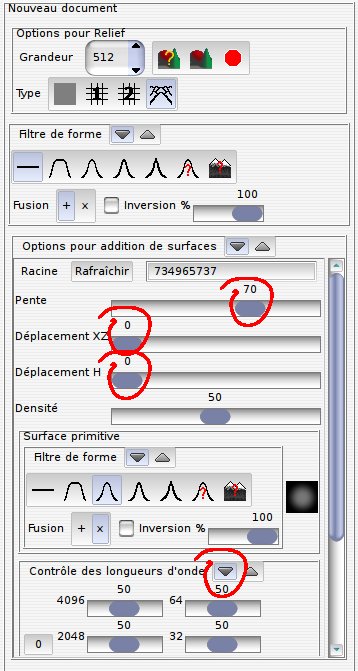 Nouveau document
Options pour Relief
Grandeur 512 ?
Type 1 2
Filtre de forme
? ?
100
Fusion + x Inversion %
Options pour addition de surfaces
Racine Rafraîchir 734965737
70
Pente
0
Déplacement XZ
0
Déplacement H
50
Densité
Surface primitive
Filtre de forme
? ?
100
Fusion + x Inversion %
Contrôle des longueurs d'onde
50 50
4096 64
50 50
0 2048 32